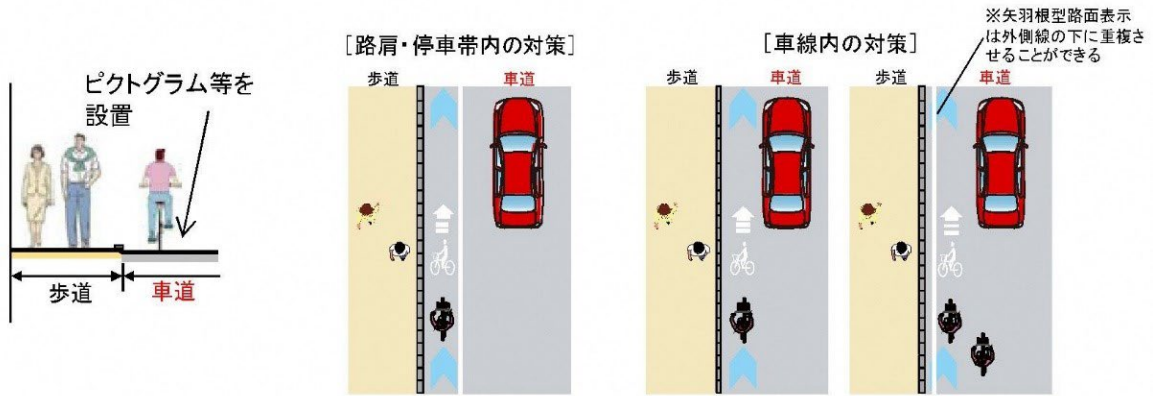 ピクトグラム等を
設置
歩道
車道
[路肩・停車帯内の対策]
歩道
車道
[車線内の対策]
歩道
車道
歩道
車道
※矢羽根型路面表示
は外側線の下に重複さ
せることができる